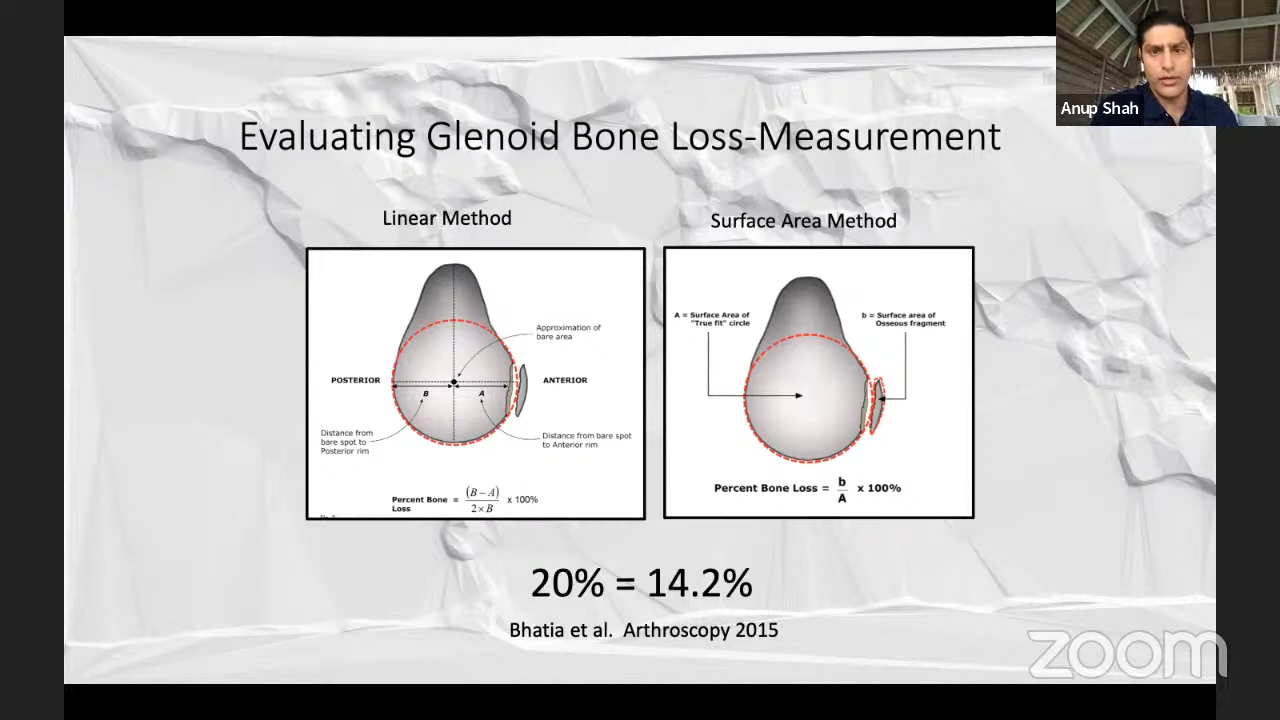 Anup Shah
Evaluating Glenoid Bone Loss-Measurement
Linear Method
Approximation of
bare area
POSTERIOR
ANTERIOR
B
A
Distance from
bare spot to
Posterior rim
Distance from bare spot
to Anterior rim
Percent Bone Loss = (B – A) / 2 × B x 100%
Surface Area Method
A = Surface Area of
"True fit" circle
b = Surface area of
Osseous fragment
Percent Bone Loss = b / A x 100%
20% = 14.2%
Bhatia et al. Arthroscopy 2015
zoom